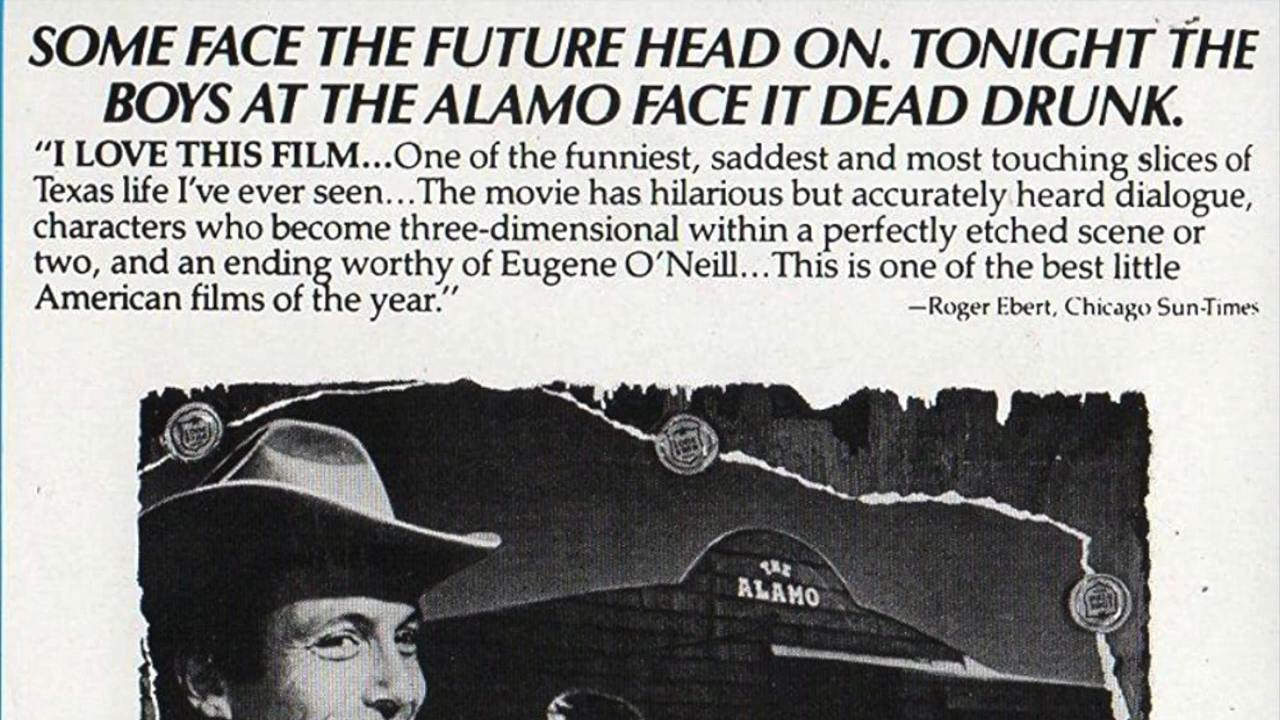 SOME FACE THE FUTURE HEAD ON. TONIGHT THE
BOYS AT THE ALAMO FACE IT DEAD DRUNK.
“I LOVE THIS FILM...One of the funniest, saddest and most touching slices of
Texas life I’ve ever seen...The movie has hilarious but accurately heard dialogue,
characters who become three-dimensional within a perfectly etched scene or
two, and an ending worthy of Eugene O’Neill...This is one of the best little
American films of the year.”
—Roger Ebert, Chicago Sun-Times
THE
ALAMO